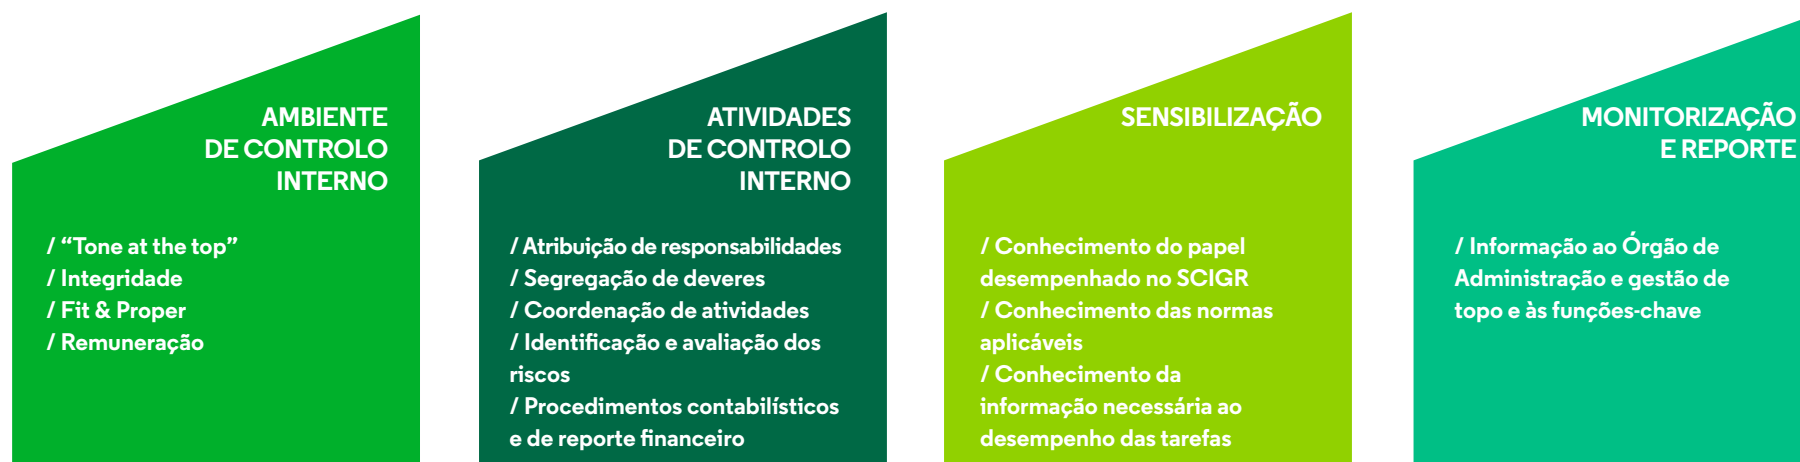 AMBIENTE
DE CONTROLO
INTERNO
/ “Tone at the top”
/ Integridade
/ Fit & Proper
/ Remuneração
ATIVIDADES
DE CONTROLO
INTERNO
/ Atribuição de responsabilidades
/ Segregação de deveres
/ Coordenação de atividades
/ Identificação e avaliação dos
riscos
/ Procedimentos contabilísticos
e de reporte financeiro
SENSIBILIZAÇÃO
/ Conhecimento do papel
desempenhado no SCIGR
/ Conhecimento das normas
aplicáveis
/ Conhecimento da
informação necessária ao
desempenho das tarefas
MONITORIZAÇÃO
E REPORTE
/ Informação ao Órgão de
Administração e gestão de
topo e às funções-chave